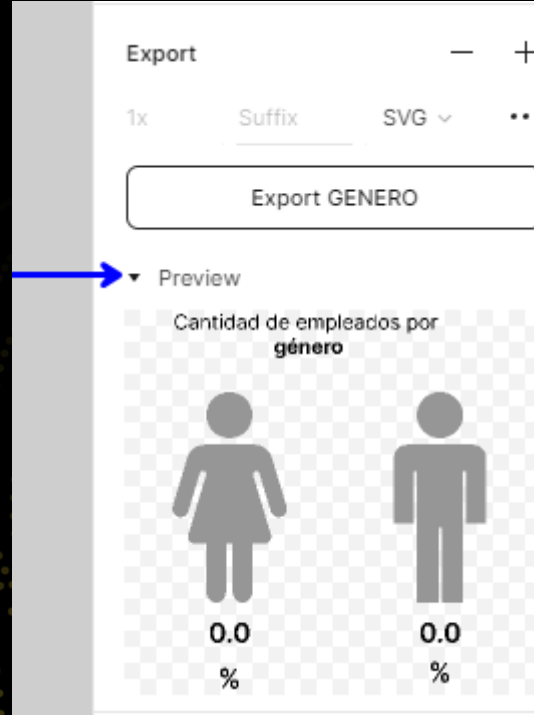 Export
1x Suffix SVG
Export GENERO
Preview
Cantidad de empleados por
género
0.0 0.0
% %